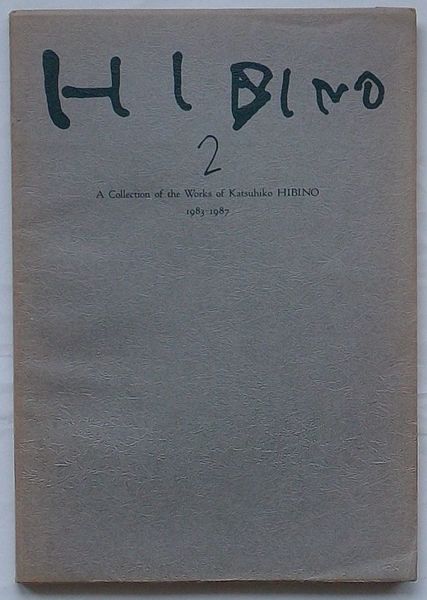 HIBINO
2
A Collection of the Works of Katsuhiko HIBINO
1983-1987